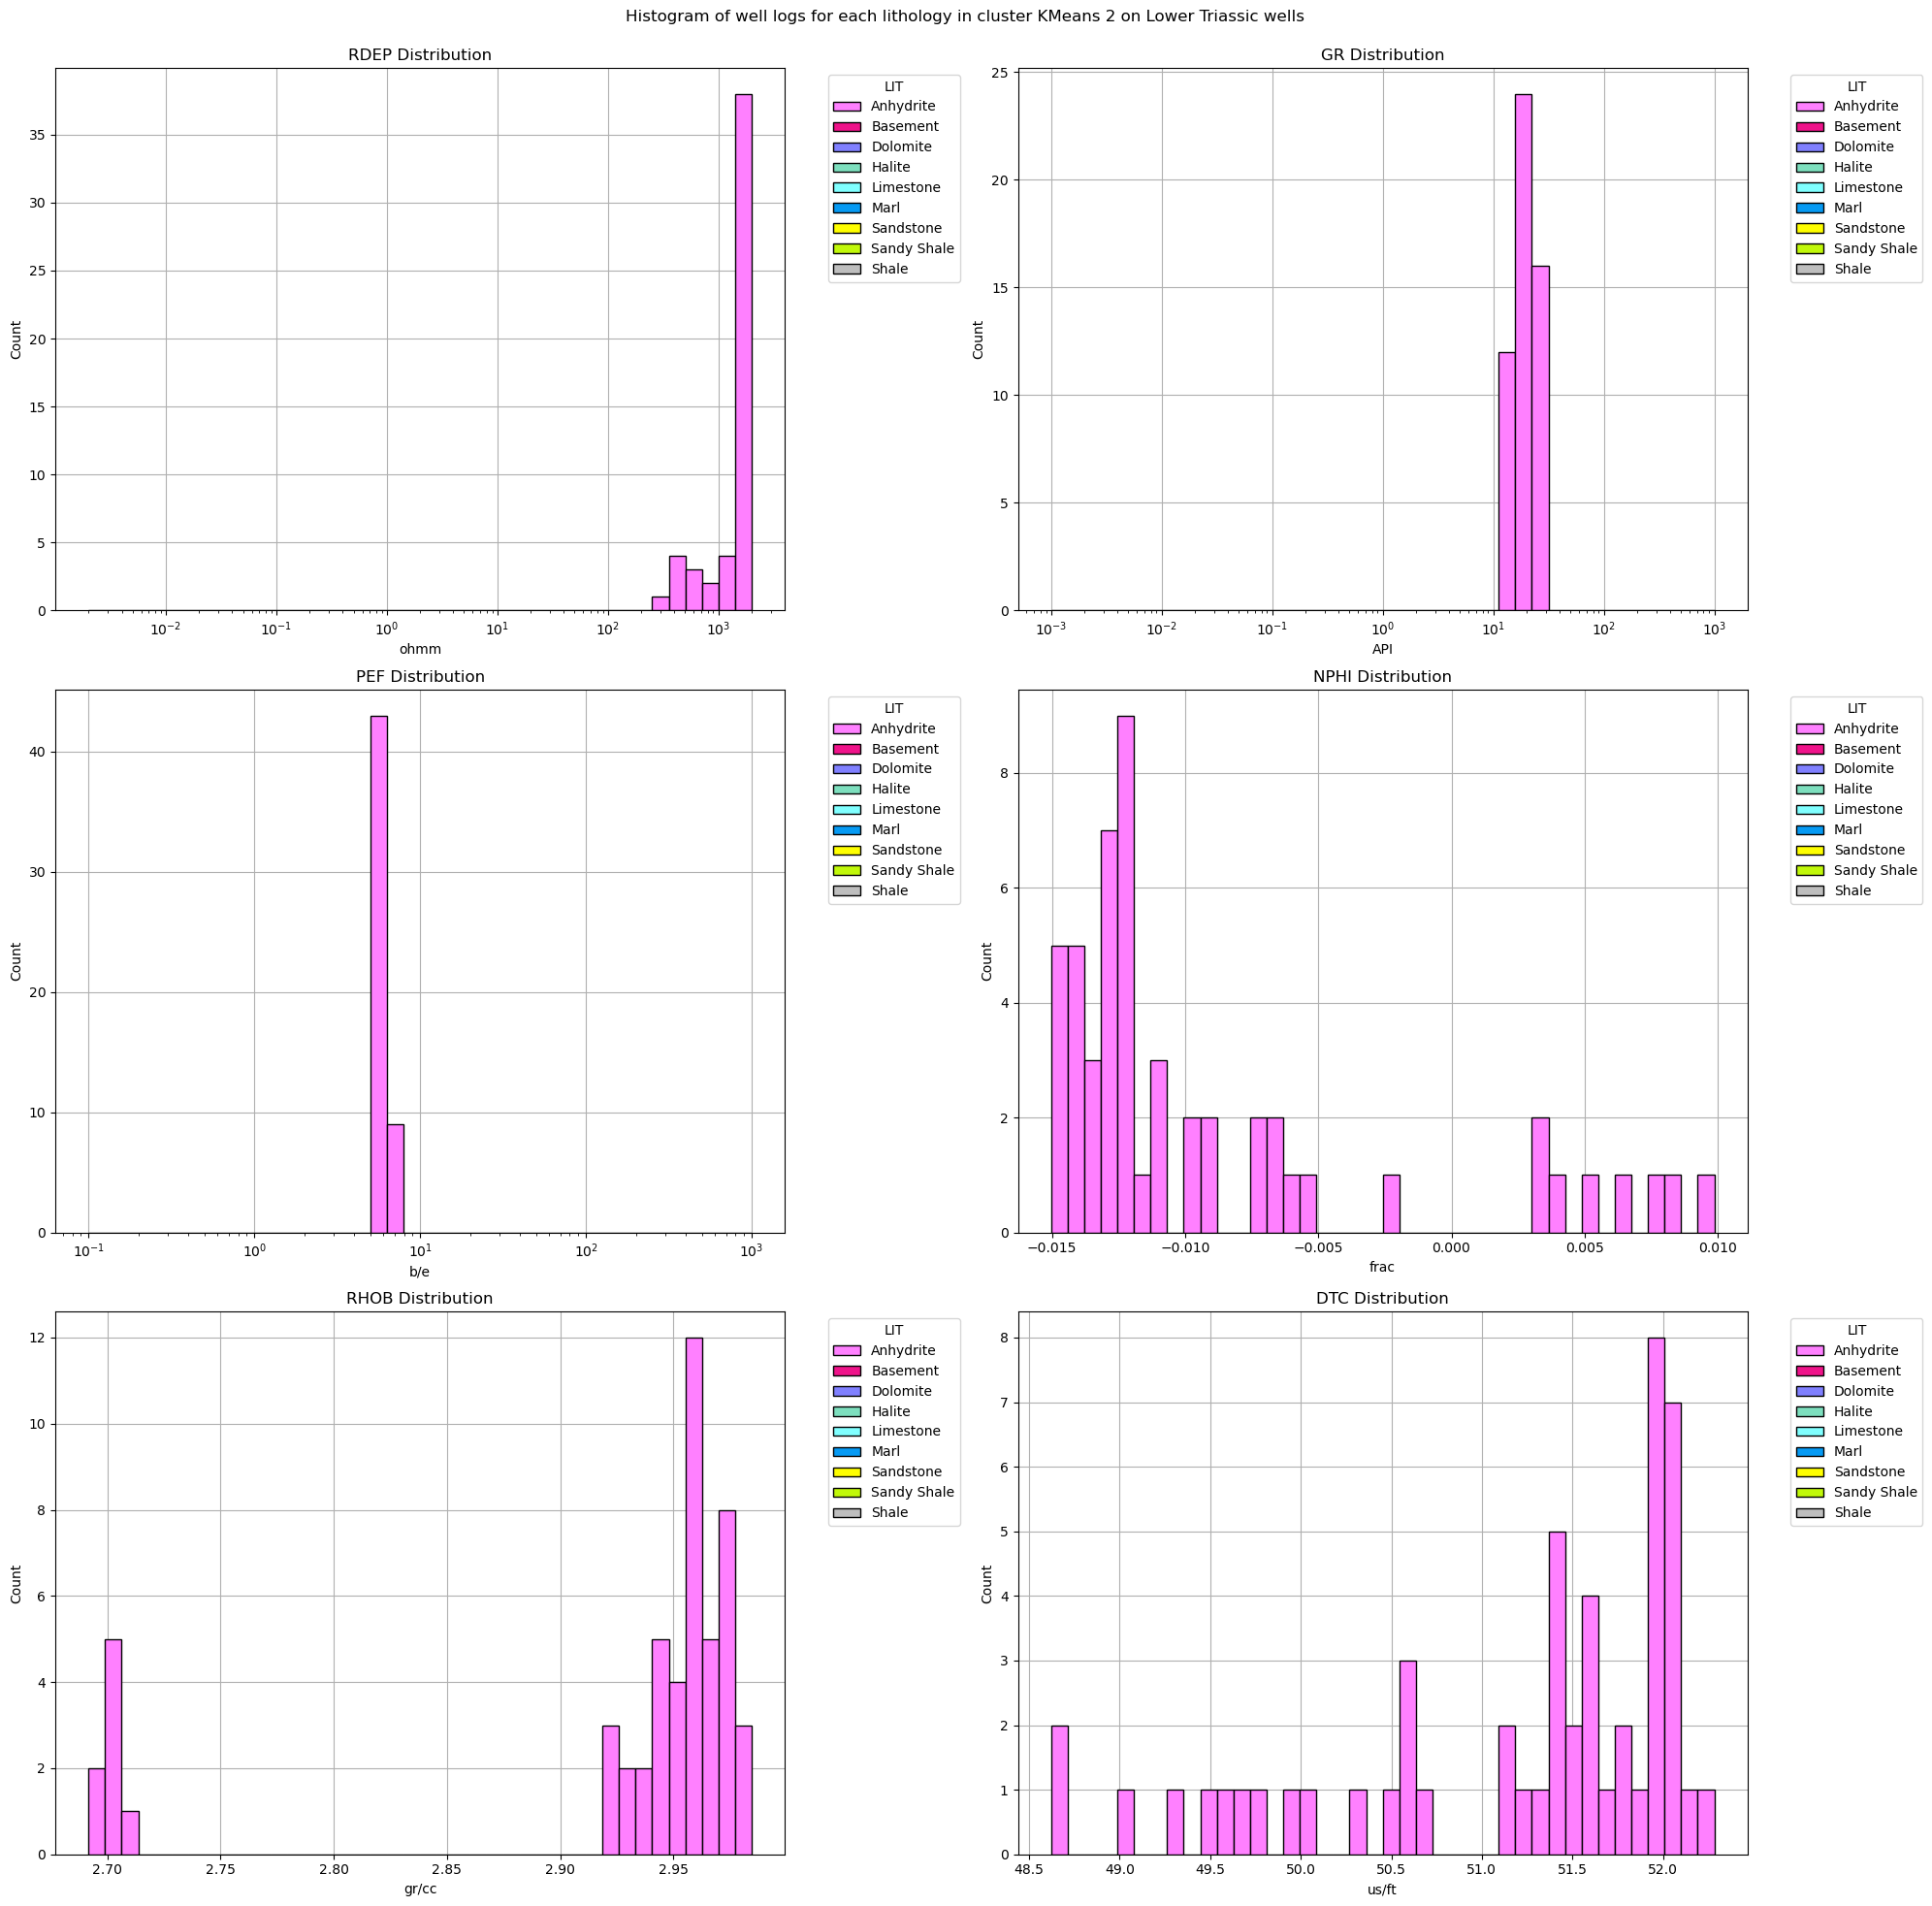 Histogram of well logs for each lithology in cluster KMeans 2 on Lower Triassic wells
RDEP Distribution
Count
35
30
25
20
15
10
5
0
10⁻² 10⁻¹ 10⁰ 10¹ 10² 10³
ohmm
LIT
Anhydrite
Basement
Dolomite
Halite
Limestone
Marl
Sandstone
Sandy Shale
Shale
GR Distribution
Count
25
20
15
10
5
0
10⁻³ 10⁻² 10⁻¹ 10⁰ 10¹ 10² 10³
API
LIT
Anhydrite
Basement
Dolomite
Halite
Limestone
Marl
Sandstone
Sandy Shale
Shale
PEF Distribution
Count
40
30
20
10
0
10⁻¹ 10⁰ 10¹ 10² 10³
b/e
LIT
Anhydrite
Basement
Dolomite
Halite
Limestone
Marl
Sandstone
Sandy Shale
Shale
NPHI Distribution
Count
8
6
4
2
0
−0.015 −0.010 −0.005 0.000 0.005 0.010
frac
LIT
Anhydrite
Basement
Dolomite
Halite
Limestone
Marl
Sandstone
Sandy Shale
Shale
RHOB Distribution
Count
12
10
8
6
4
2
0
2.70 2.75 2.80 2.85 2.90 2.95
gr/cc
LIT
Anhydrite
Basement
Dolomite
Halite
Limestone
Marl
Sandstone
Sandy Shale
Shale
DTC Distribution
Count
8
7
6
5
4
3
2
1
0
48.5 49.0 49.5 50.0 50.5 51.0 51.5 52.0
us/ft
LIT
Anhydrite
Basement
Dolomite
Halite
Limestone
Marl
Sandstone
Sandy Shale
Shale